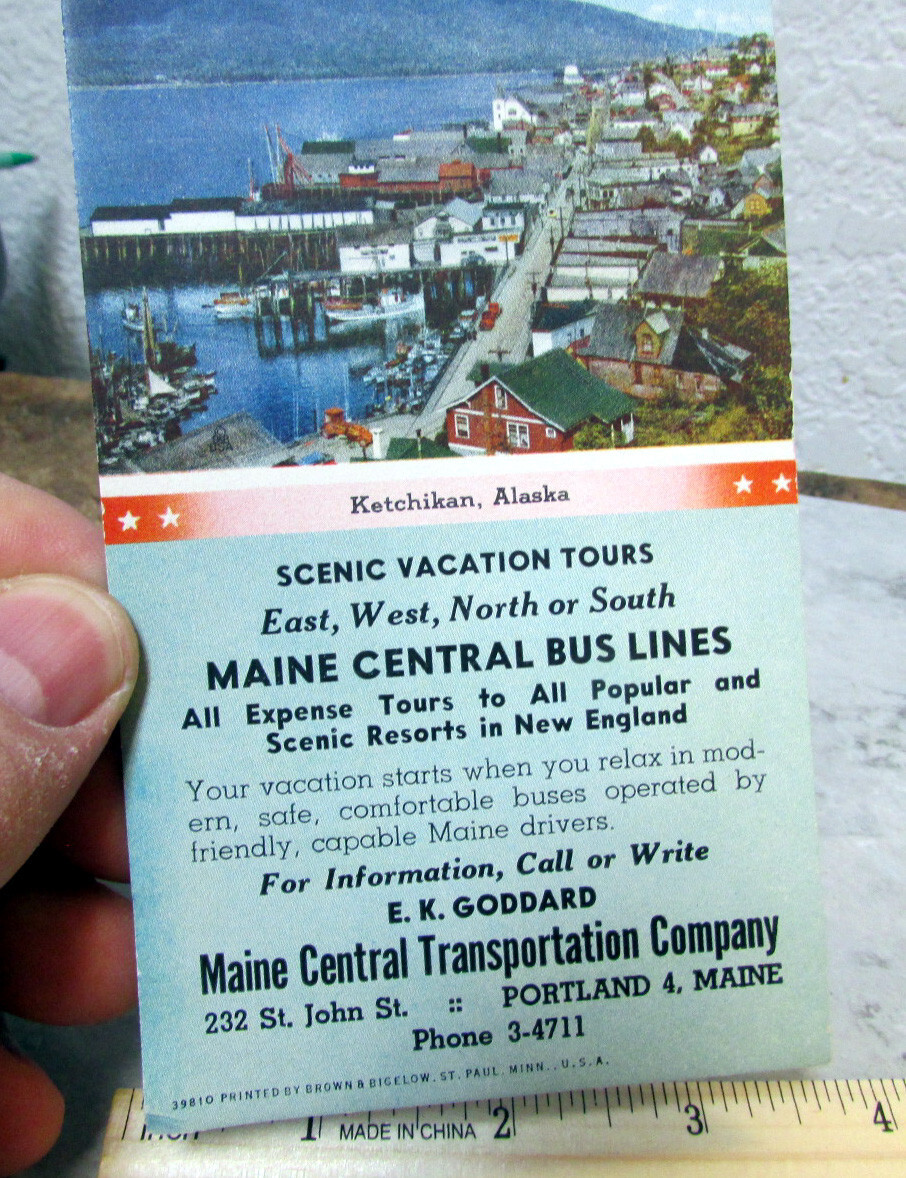 Ketchikan, Alaska
SCENIC VACATION TOURS
East, West, North or South
MAINE CENTRAL BUS LINES
All Expense Tours to All Popular and
Scenic Resorts in New England
Your vacation starts when you relax in mod-
ern, safe, comfortable buses operated by
friendly, capable Maine drivers.
For Information, Call or Write
E. K. GODDARD
Maine Central Transportation Company
232 St. John St. :: PORTLAND 4, MAINE
Phone 3-4711
39810 PRINTED BY BROWN & BIGELOW, ST. PAUL, MINN., U.S.A.
Inch 1 MADE IN CHINA 2 3 4